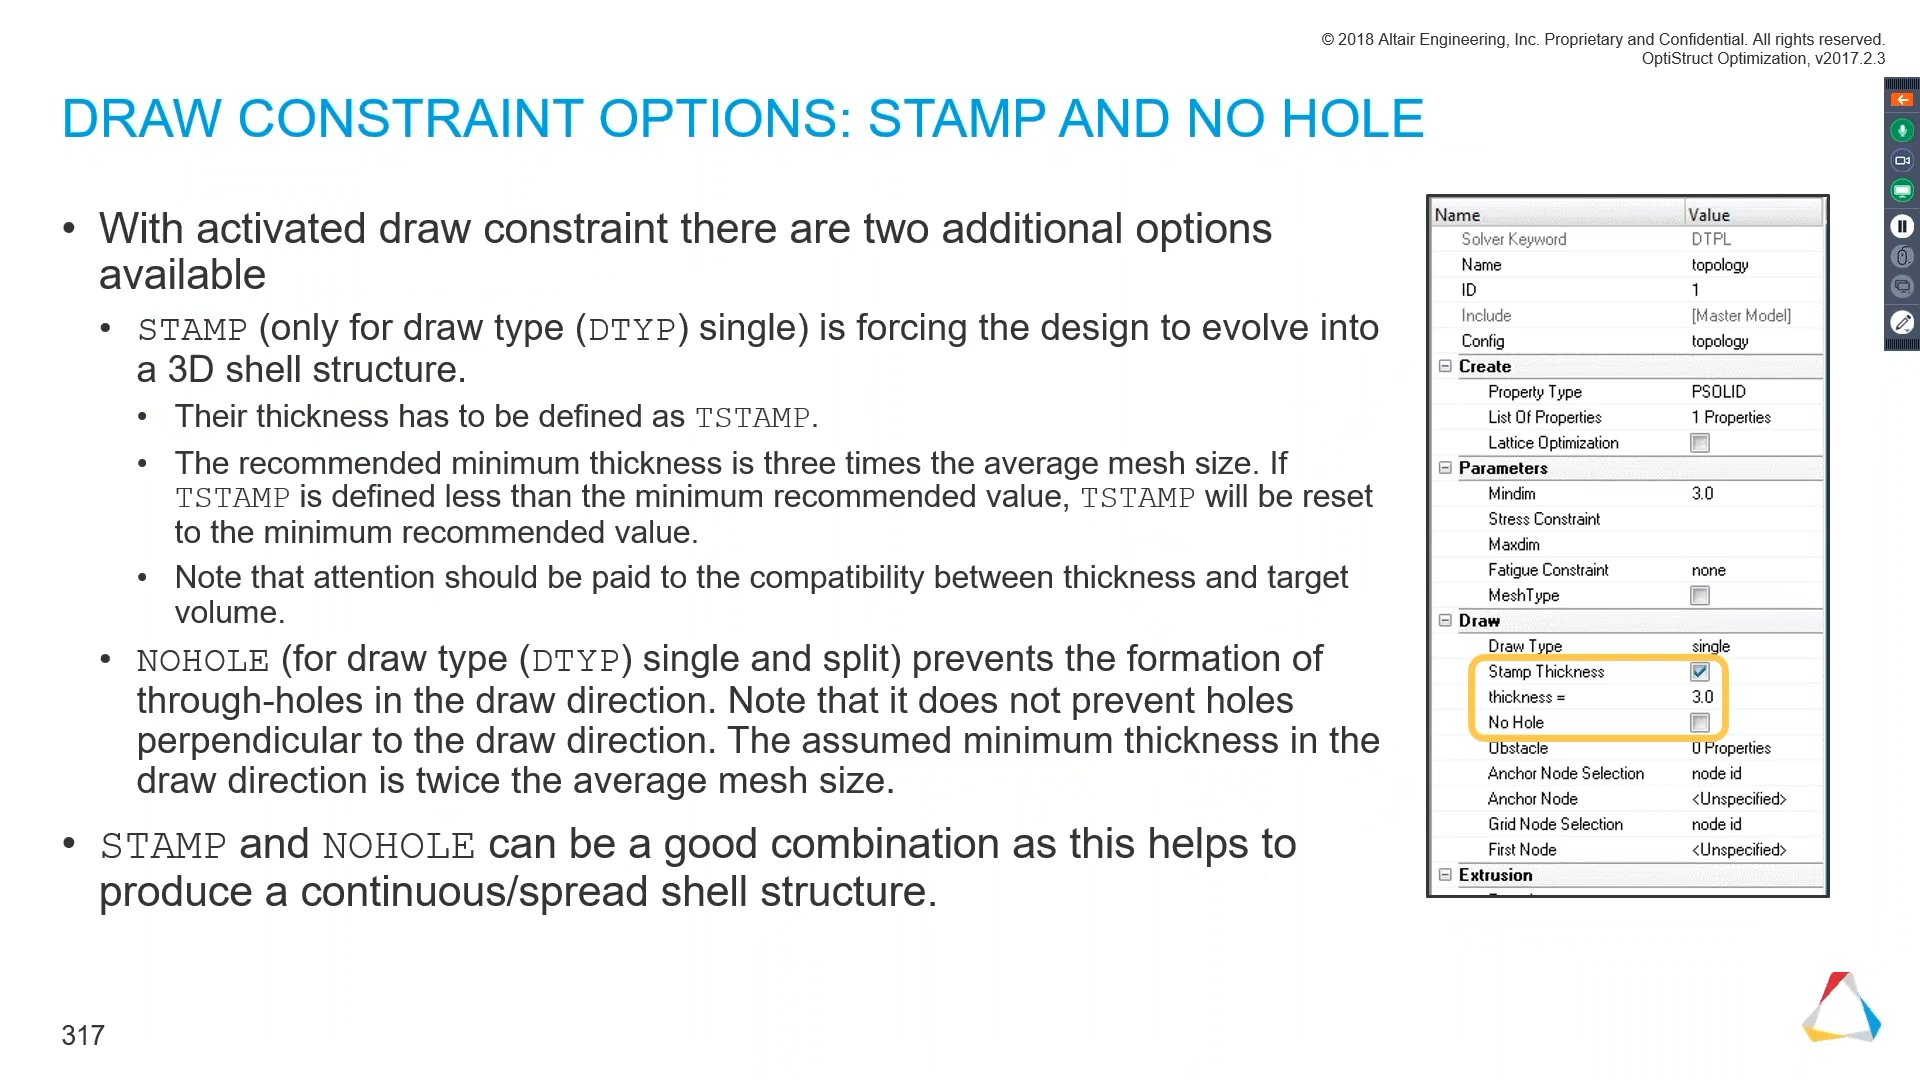 © 2018 Altair Engineering, Inc. Proprietary and Confidential. All rights reserved.
OptiStruct Optimization, v2017.2.3
DRAW CONSTRAINT OPTIONS: STAMP AND NO HOLE
• With activated draw constraint there are two additional options
available
• STAMP (only for draw type (DTYP) single) is forcing the design to evolve into
a 3D shell structure.
• Their thickness has to be defined as TSTAMP.
• The recommended minimum thickness is three times the average mesh size. If
TSTAMP is defined less than the minimum recommended value, TSTAMP will be reset
to the minimum recommended value.
• Note that attention should be paid to the compatibility between thickness and target
volume.
• NOHOLE (for draw type (DTYP) single and split) prevents the formation of
through-holes in the draw direction. Note that it does not prevent holes
perpendicular to the draw direction. The assumed minimum thickness in the
draw direction is twice the average mesh size.
• STAMP and NOHOLE can be a good combination as this helps to
produce a continuous/spread shell structure.
Name Value
Solver Keyword DTPL
Name topology
ID 1
Include [Master Model]
Config topology
Create
Property Type PSOLID
List Of Properties 1 Properties
Lattice Optimization
Parameters
Mindim 3.0
Stress Constraint
Maxdim
Fatigue Constraint none
MeshType
Draw
Draw Type single
Stamp Thickness
thickness = 3.0
No Hole
Obstacle 0 Properties
Anchor Node Selection node id
Anchor Node <Unspecified>
Grid Node Selection node id
First Node <Unspecified>
Extrusion
317